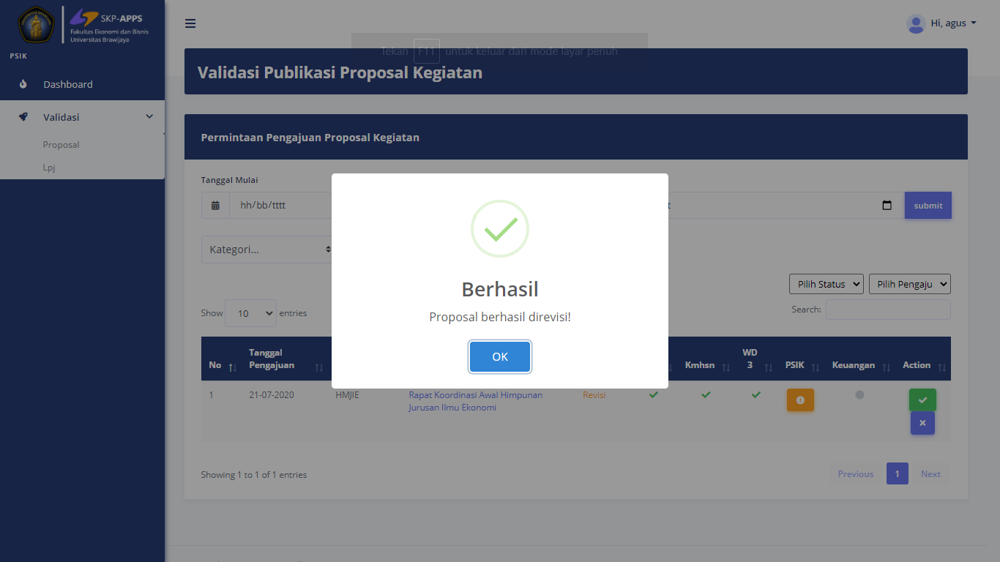 SKP-APPS
Fakultas Ekonomi dan Bisnis
Universitas Brawijaya
PSIK
Dashboard
Validasi
Proposal
Lpj
Hi, agus
Tekan F11 untuk keluar dari mode layar penuh
Validasi Publikasi Proposal Kegiatan
Permintaan Pengajuan Proposal Kegiatan
Tanggal Mulai
hh/bb/tttt
submit
Kategori...
Berhasil
Proposal berhasil direvisi!
OK
Pilih Status Pilih Pengaju
Show 10 entries
Search:
No Tanggal Pengajuan Kmhsn WD 3 PSIK Keuangan Action
1 21-07-2020 HMJIE Rapat Koordinasi Awal Himpunan Revisi
Jurusan Ilmu Ekonomi
Showing 1 to 1 of 1 entries
Previous 1 Next